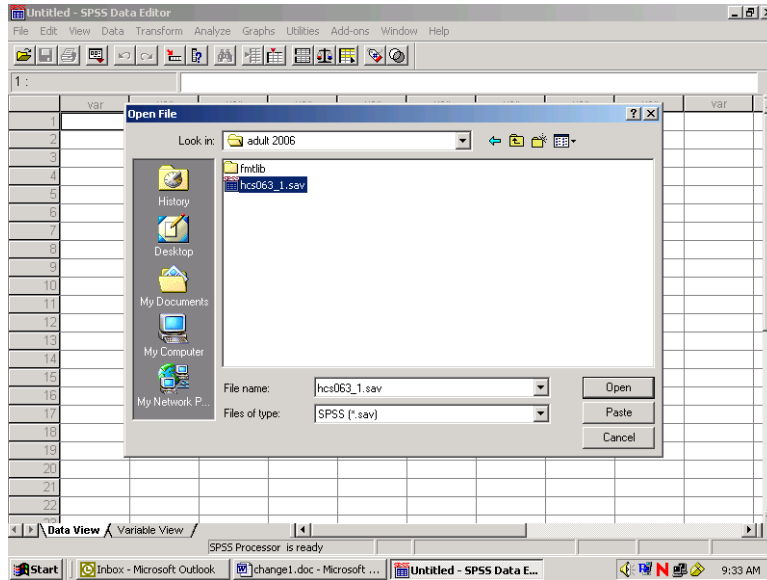 Untitled - SPSS Data Editor
File Edit View Data Transform Analyze Graphs Utilities Add-ons Window Help
1 :
var var
Open File
1
Look in: adult 2006
2
3
fmtlib
4
hcs063_1.sav
5
History
6
7
8
Desktop
9
10
11
My Documents
12
13
My Computer
14
15
File name: hcs063_1.sav Open
16
My Network P...
17
Files of type: SPSS (*.sav) Paste
18
Cancel
19
20
21
22
Data View Variable View
SPSS Processor is ready
Start Inbox - Microsoft Outlook change1.doc - Microsoft ... Untitled - SPSS Data E... N 9:33 AM